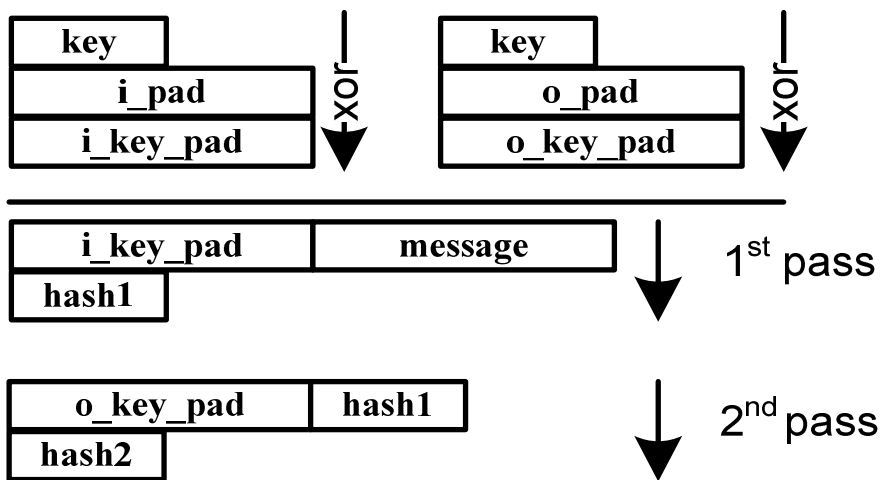 key key
i_pad xor o_pad xor
i_key_pad o_key_pad
i_key_pad message 1st pass
hash1
o_key_pad hash1 2nd pass
hash2